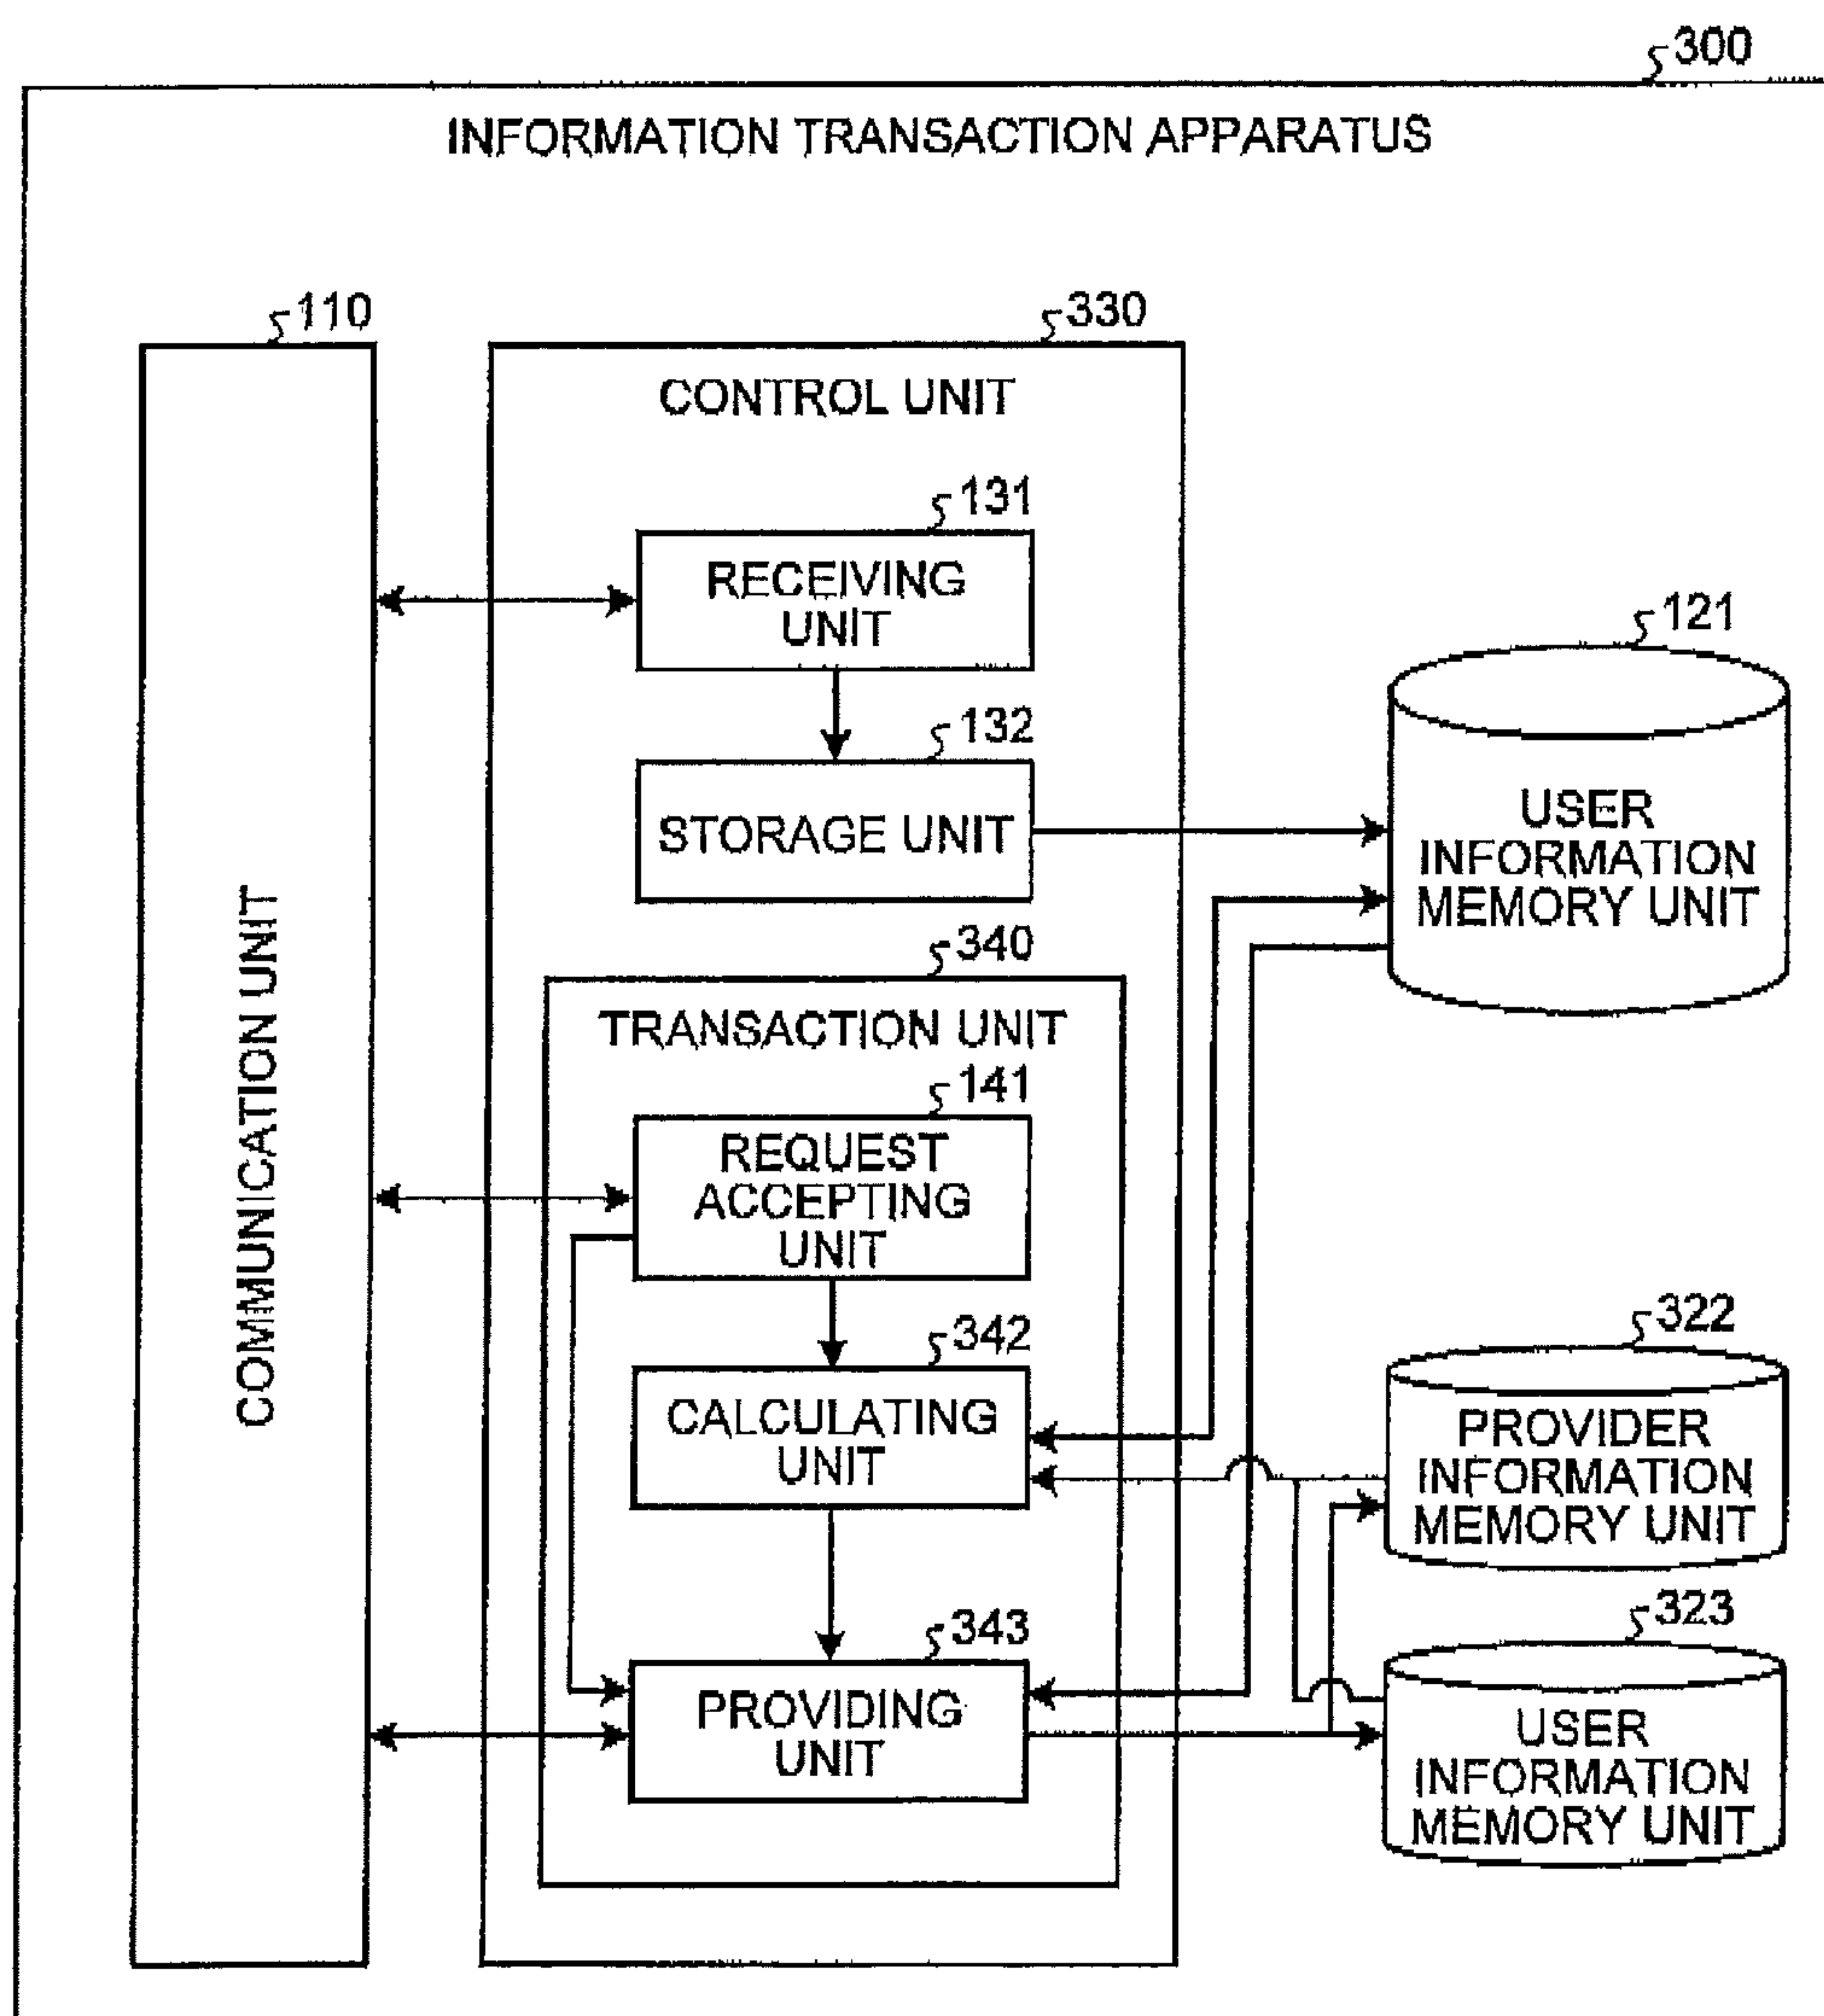 300
INFORMATION TRANSACTION APPARATUS
110
330
CONTROL UNIT
131
RECEIVING
UNIT
121
132
STORAGE UNIT
USER
INFORMATION
MEMORY UNIT
COMMUNICATION UNIT
340
TRANSACTION UNIT
141
REQUEST
ACCEPTING
UNIT
342
CALCULATING
UNIT
322
PROVIDER
INFORMATION
MEMORY UNIT
343
PROVIDING
UNIT
323
USER
INFORMATION
MEMORY UNIT